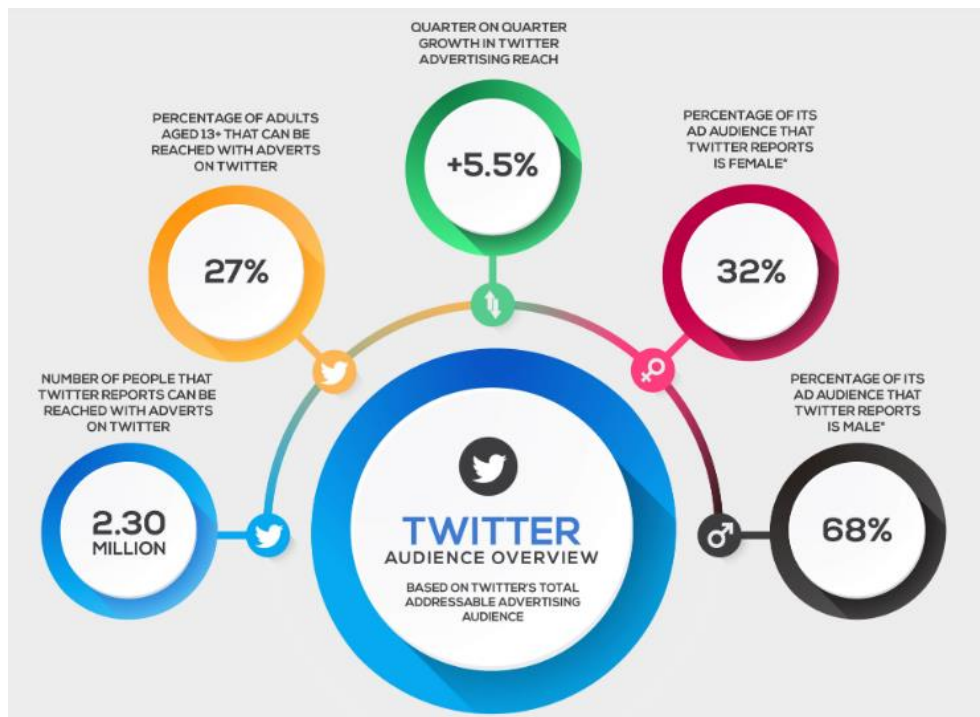 QUARTER ON QUARTER
GROWTH IN TWITTER
ADVERTISING REACH
+5.5%
PERCENTAGE OF ADULTS
AGED 13+ THAT CAN BE
REACHED WITH ADVERTS
ON TWITTER
27%
PERCENTAGE OF ITS
AD AUDIENCE THAT
TWITTER REPORTS
IS FEMALE*
32%
NUMBER OF PEOPLE THAT
TWITTER REPORTS CAN BE
REACHED WITH ADVERTS
ON TWITTER
2.30
MILLION
PERCENTAGE OF ITS
AD AUDIENCE THAT
TWITTER REPORTS
IS MALE*
68%
TWITTER
AUDIENCE OVERVIEW
BASED ON TWITTER'S TOTAL
ADDRESSABLE ADVERTISING
AUDIENCE